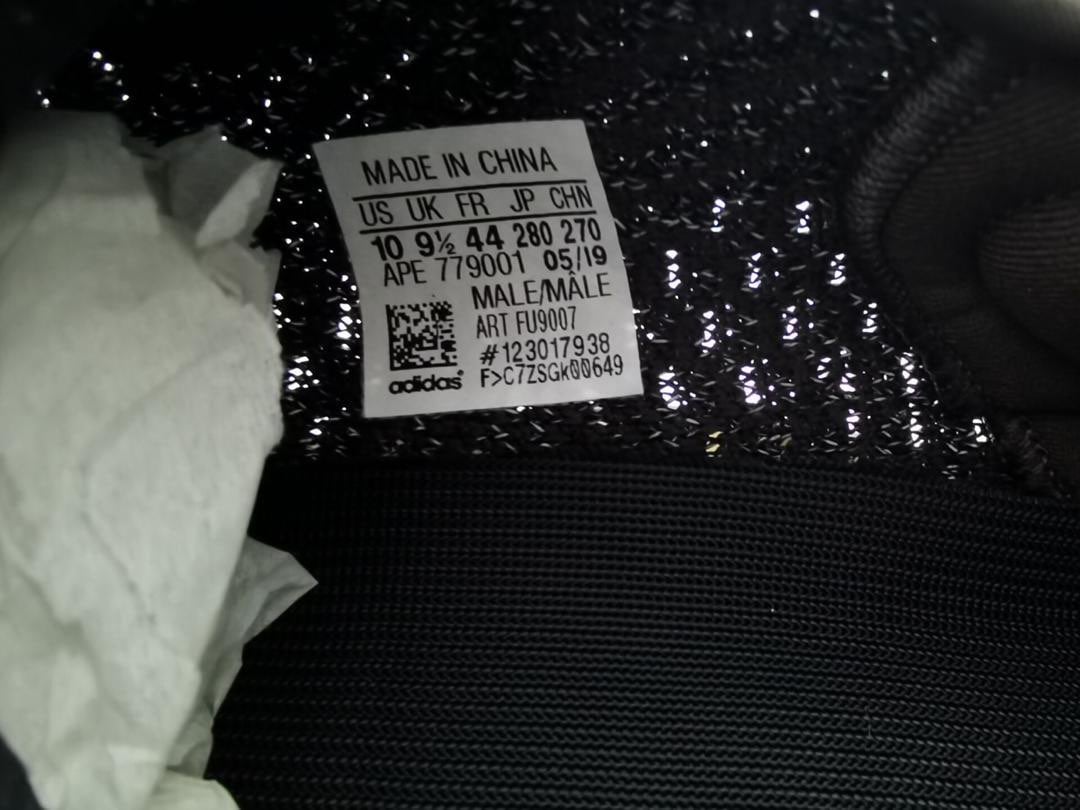 MADE IN CHINA
US UK FR JP CHN
10 9½ 44 280 270
APE 779001 05/19
MALE/MÂLE
ART FU9007
#123017938
F>C7ZSGk00649
adidas®